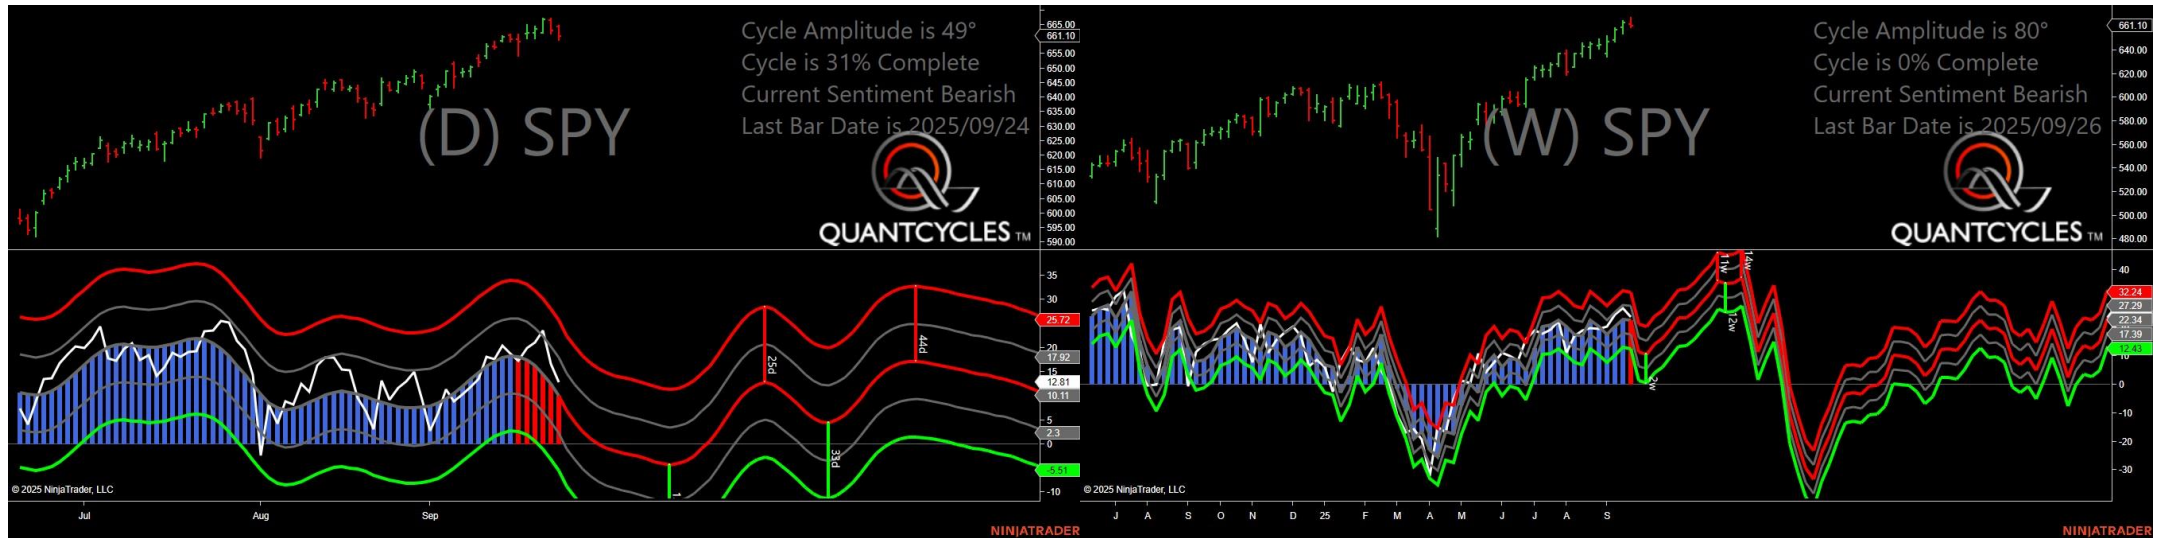 Cycle Amplitude is 49°
Cycle is 31% Complete
Current Sentiment Bearish
Last Bar Date is 2025/09/24
(D) SPY
QUANTCYCLES TM
665.00
661.10
655.00
650.00
645.00
640.00
635.00
630.00
625.00
620.00
615.00
610.00
605.00
600.00
595.00
590.00
35
30
25.72
20
17.92
15
12.81
10.11
5
2.3
0
-5.51
-10
25d
33d
44d
1
© 2025 NinjaTrader, LLC
Jul
Aug
Sep
NINJATRADER
Cycle Amplitude is 80°
Cycle is 0% Complete
Current Sentiment Bearish
Last Bar Date is 2025/09/26
(W) SPY
QUANTCYCLES TM
661.10
640.00
620.00
600.00
580.00
560.00
540.00
520.00
500.00
480.00
11w
14w
12w
2w
40
32.24
27.29
22.34
17.39
12.43
10
0
-10
-20
-30
© 2025 NinjaTrader, LLC
J A S O N D 25 F M A M J J A S
NINJATRADER